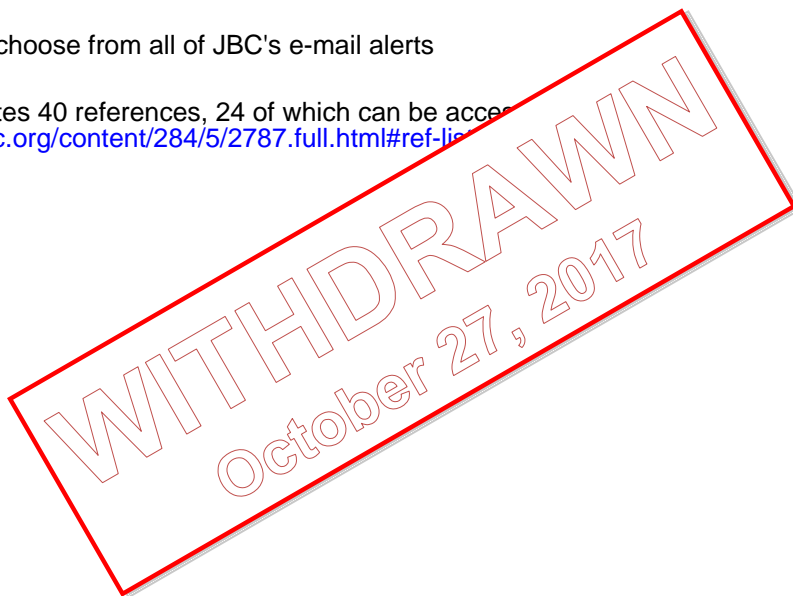 choose from all of JBC's e-mail alerts
tes 40 references, 24 of which can be acce
c.org/content/284/5/2787.full.html#ref-lis
WITHDRAWN
October 27, 2017